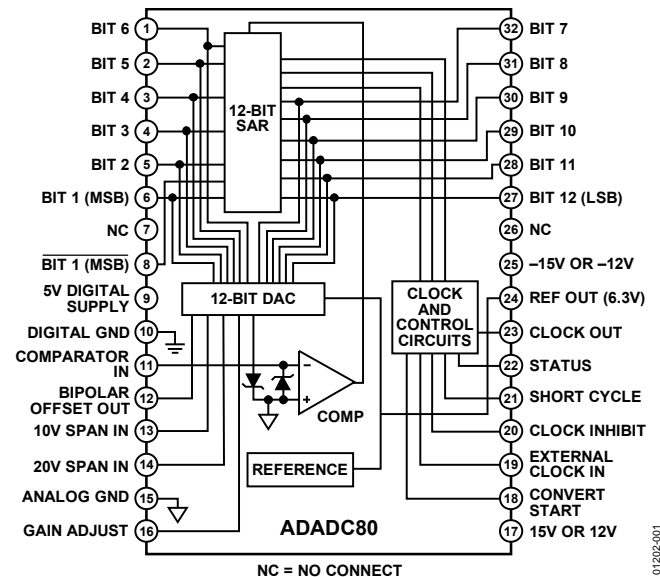 BIT 6 1
BIT 5 2
BIT 4 3
BIT 3 4
BIT 2 5
BIT 1 (MSB) 6
NC 7
BIT 1 (MSB) 8
5V DIGITAL
SUPPLY 9
DIGITAL GND 10
COMPARATOR
IN 11
BIPOLAR
OFFSET OUT 12
10V SPAN IN 13
20V SPAN IN 14
ANALOG GND 15
GAIN ADJUST 16
12-BIT
SAR
12-BIT DAC
CLOCK
AND
CONTROL
CIRCUITS
–
+
COMP
REFERENCE
ADADC80
32 BIT 7
31 BIT 8
30 BIT 9
29 BIT 10
28 BIT 11
27 BIT 12 (LSB)
26 NC
25 –15V OR –12V
24 REF OUT (6.3V)
23 CLOCK OUT
22 STATUS
21 SHORT CYCLE
20 CLOCK INHIBIT
19 EXTERNAL
CLOCK IN
18 CONVERT
START
17 15V OR 12V
NC = NO CONNECT
01202-001